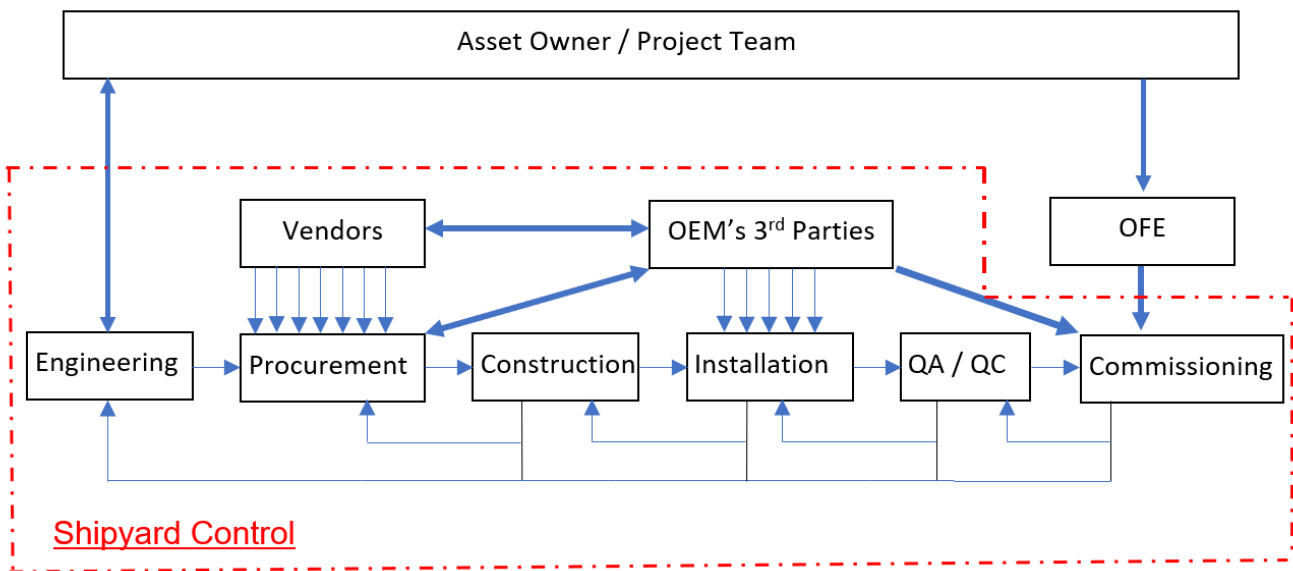 Asset Owner / Project Team
Vendors
OEM's 3rd Parties
OFE
Engineering
Procurement
Construction
Installation
QA / QC
Commissioning
Shipyard Control